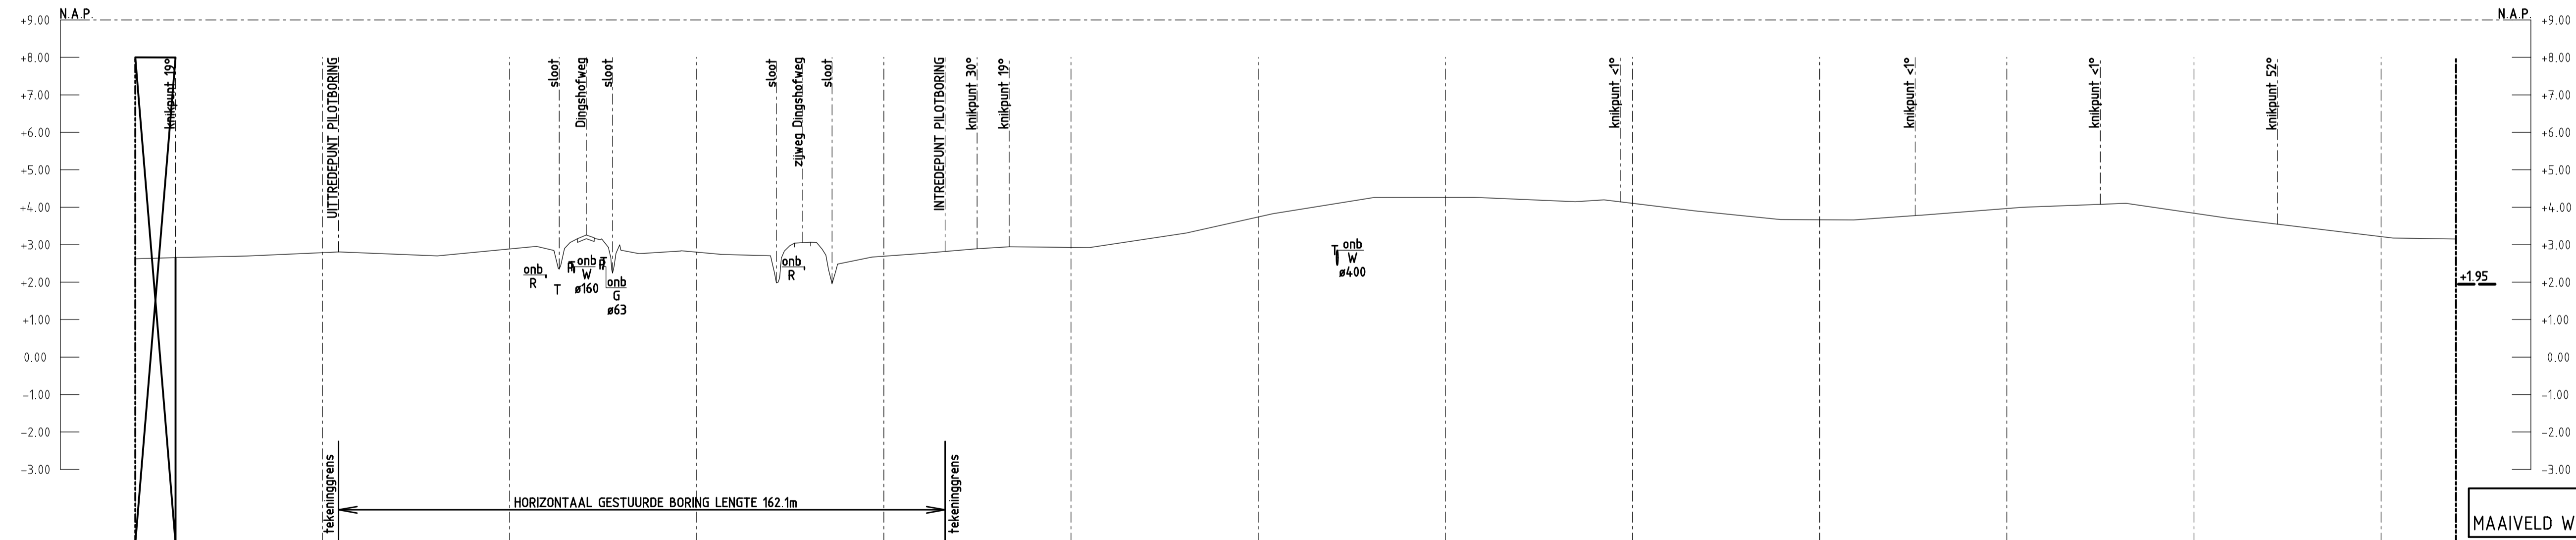 N.A.P.
N.A.P.
+9.00
+9.00
+8.00
+8.00
+7.00
+7.00
+6.00
+6.00
+5.00
+5.00
+4.00
+4.00
+3.00
+3.00
+2.00
+2.00
+1.00
+1.00
0.00
0.00
-1.00
-1.00
-2.00
-2.00
-3.00
-3.00
knikpunt 19°
UITTREDEPUNT PILOTBORING
sloot
Dingshofweg
sloot
sloot
zijweg Dingshofweg
sloot
INTREDEPUNT PILOTBORING
knikpunt 30°
knikpunt 19°
knikpunt <1°
knikpunt <1°
knikpunt <1°
knikpunt 52°
onb
R
T
onb
W
ø160
T
onb
G
ø63
onb
R
T
onb
W
ø400
+1.95
tekeninggrens
HORIZONTAAL GESTUURDE BORING LENGTE 162.1m
tekeninggrens
MAAIVELD W